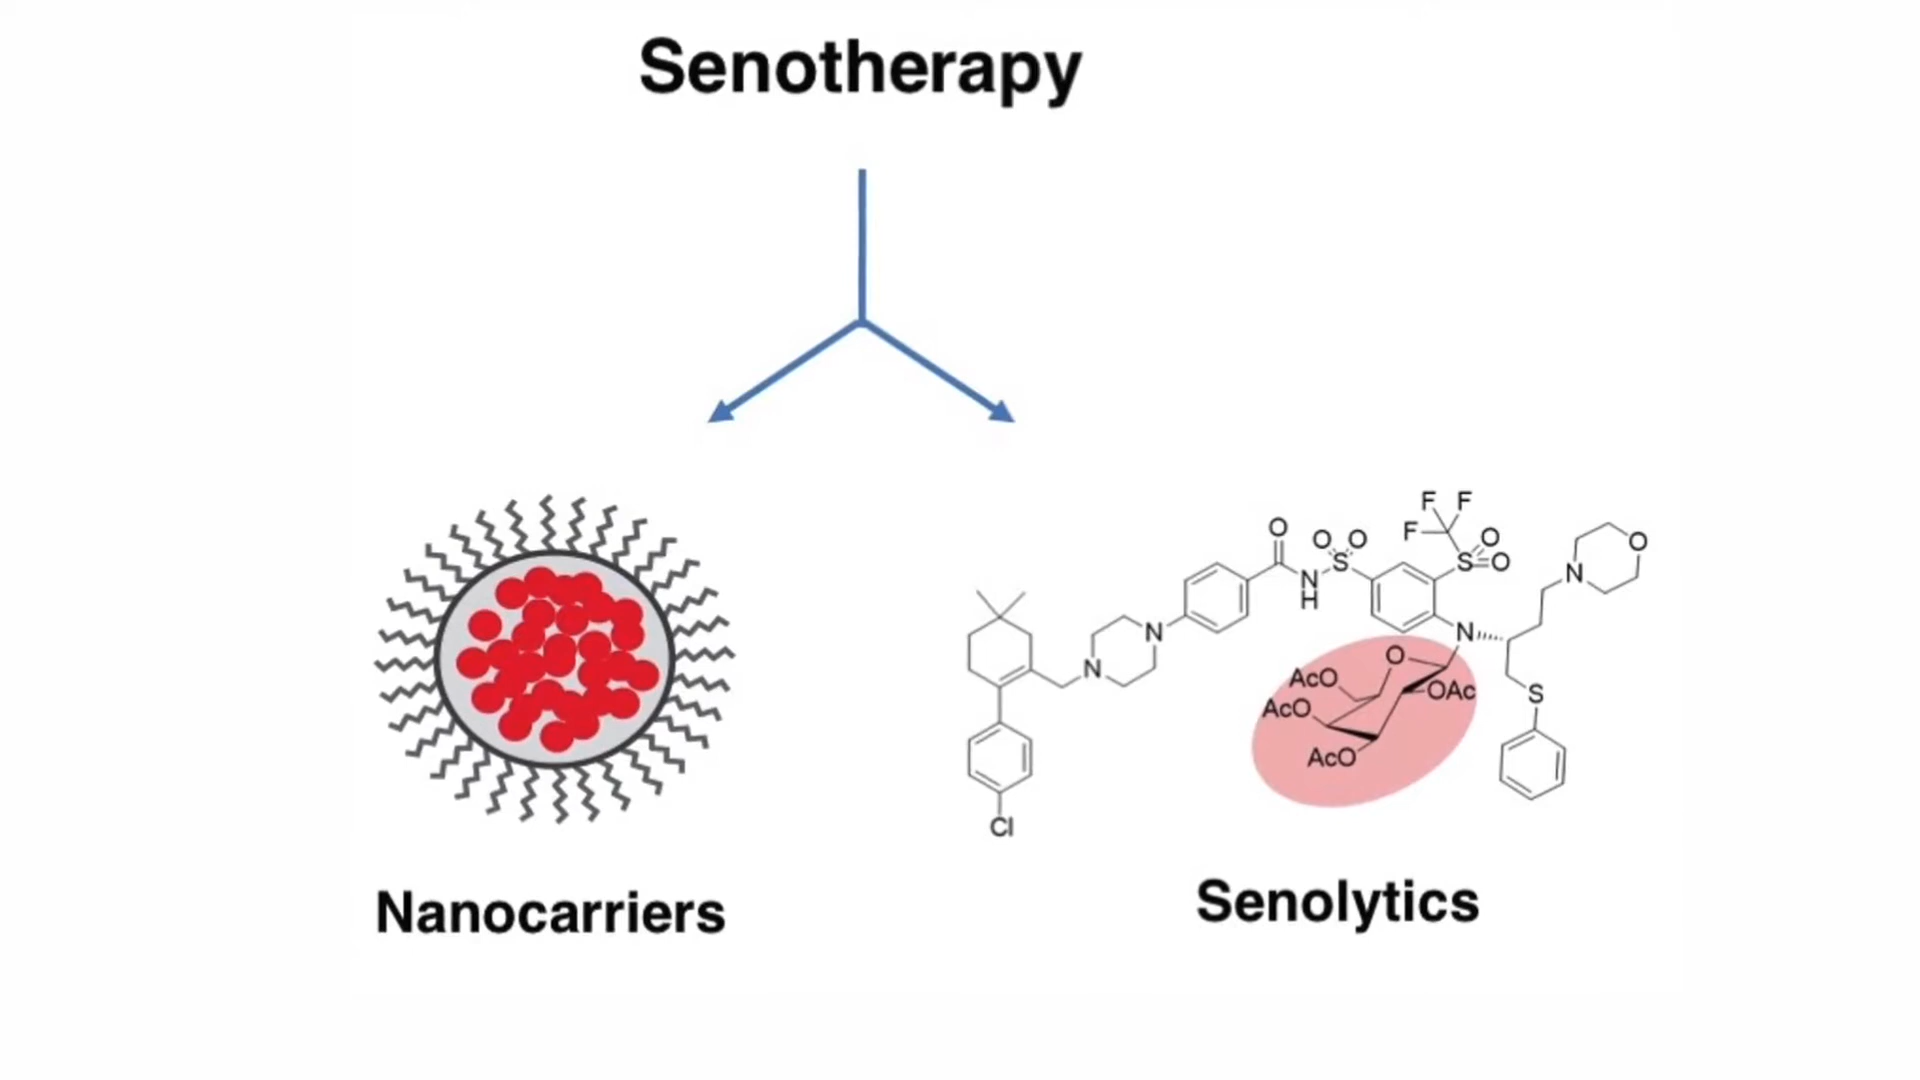 Senotherapy
F F
F
O
O O
O
O
O
S
S
N
H
N
N
N
N
O
O
AcO
OAc
AcO
AcO
S
Cl
Nanocarriers
Senolytics